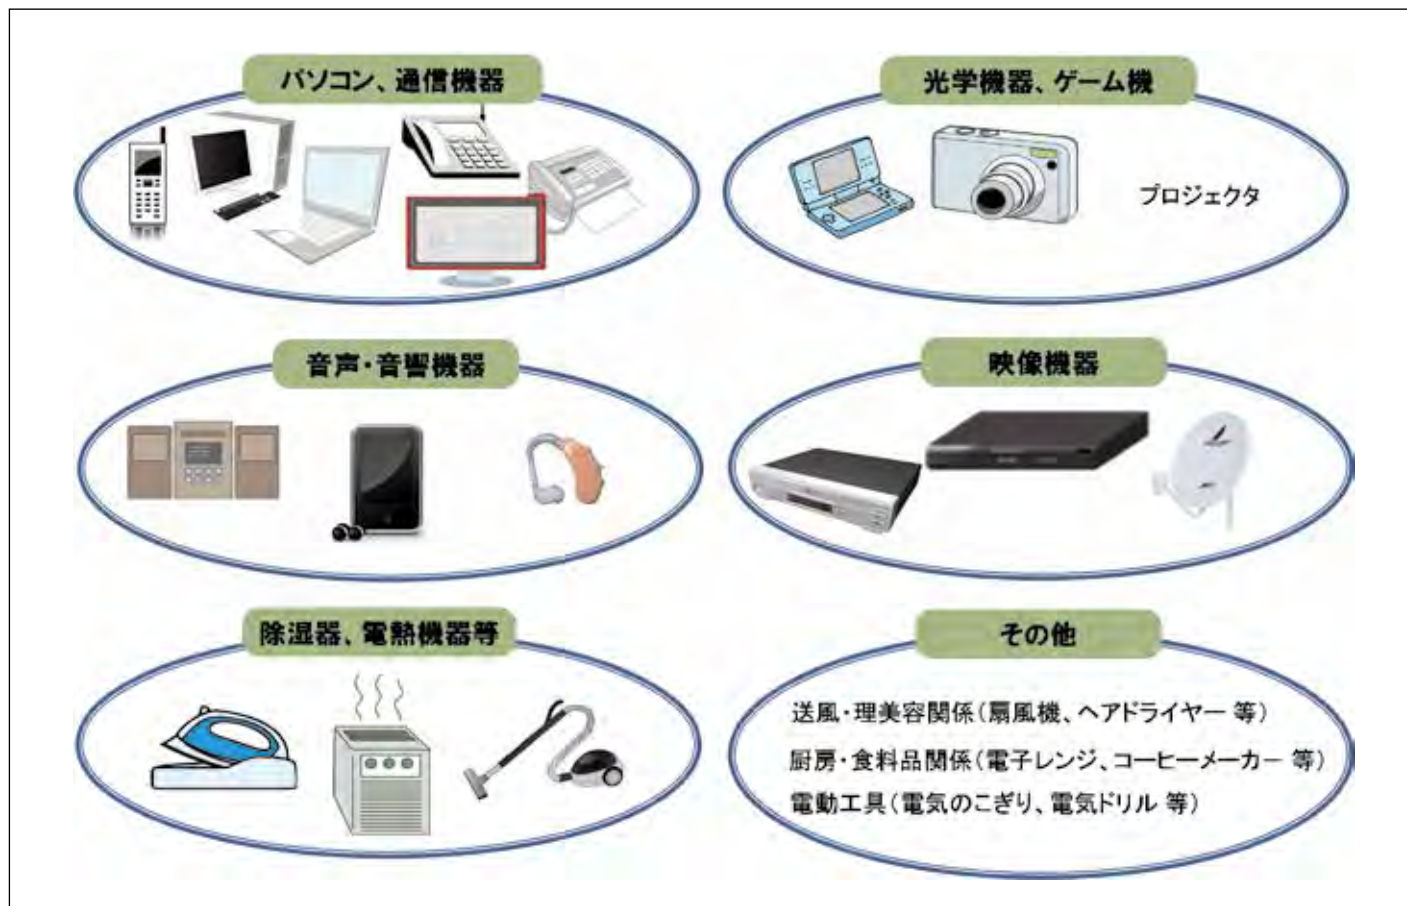 パソコン、通信機器
光学機器、ゲーム機
プロジェクタ
音声・音響機器
映像機器
除湿器、電熱機器等
その他
送風・理美容関係(扇風機、ヘアドライヤー 等)
厨房・食料品関係(電子レンジ、コーヒーメーカー 等)
電動工具(電気のこぎり、電気ドリル 等)